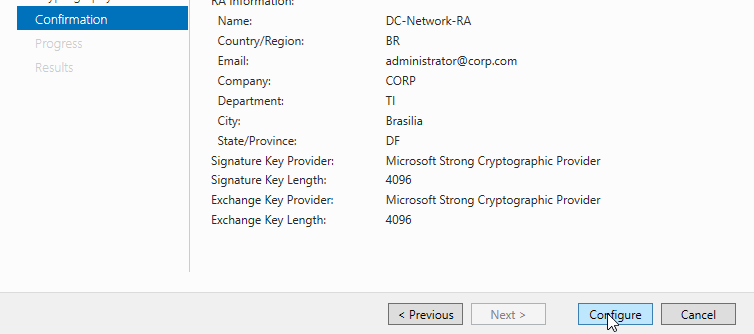 RA Information:
Confirmation
Name: DC-Network-RA
Country/Region: BR
Progress
Email: administrator@corp.com
Results
Company: CORP
Department: TI
City: Brasilia
State/Province: DF
Signature Key Provider: Microsoft Strong Cryptographic Provider
Signature Key Length: 4096
Exchange Key Provider: Microsoft Strong Cryptographic Provider
Exchange Key Length: 4096
< Previous Next > Configure Cancel